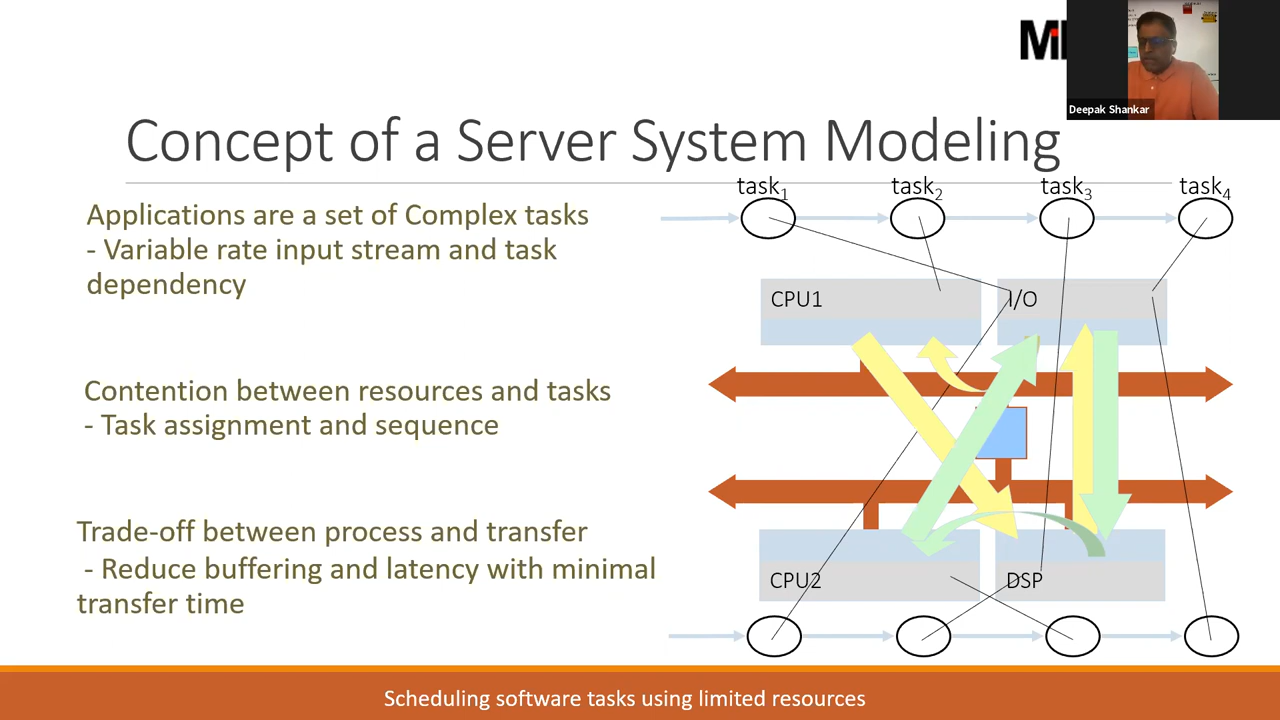 Deepak Shankar
Concept of a Server System Modeling
Applications are a set of Complex tasks
- Variable rate input stream and task
dependency
Contention between resources and tasks
- Task assignment and sequence
Trade-off between process and transfer
- Reduce buffering and latency with minimal
transfer time
task1
task2
task3
task4
CPU1
I/O
CPU2
DSP
Scheduling software tasks using limited resources